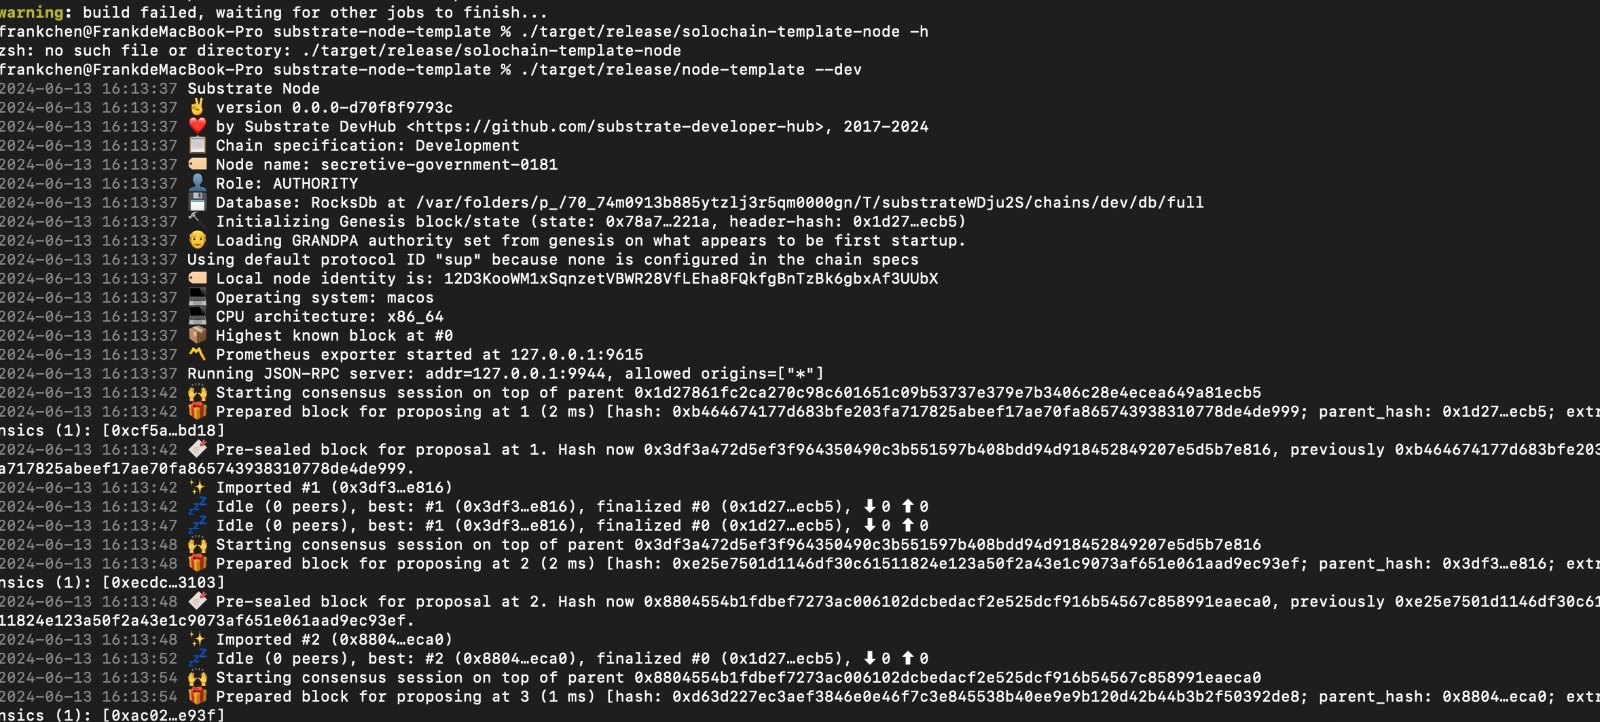 warning: build failed, waiting for other jobs to finish...
frankchen@FrankdeMacBook-Pro substrate-node-template % ./target/release/solochain-template-node -h
zsh: no such file or directory: ./target/release/solochain-template-node
frankchen@FrankdeMacBook-Pro substrate-node-template % ./target/release/node-template --dev
2024-06-13 16:13:37 Substrate Node
2024-06-13 16:13:37 ✌️ version 0.0.0-d70f8f9793c
2024-06-13 16:13:37 ❤️ by Substrate DevHub <https://github.com/substrate-developer-hub>, 2017-2024
2024-06-13 16:13:37 📋 Chain specification: Development
2024-06-13 16:13:37 🏷 Node name: secretive-government-0181
2024-06-13 16:13:37 👤 Role: AUTHORITY
2024-06-13 16:13:37 💾 Database: RocksDb at /var/folders/p_/70_74m0913b885ytzlj3r5qm0000gn/T/substrateWDju2S/chains/dev/db/full
2024-06-13 16:13:37 🔨 Initializing Genesis block/state (state: 0x78a7…221a, header-hash: 0x1d27…ecb5)
2024-06-13 16:13:37 👴 Loading GRANDPA authority set from genesis on what appears to be first startup.
2024-06-13 16:13:37 Using default protocol ID "sup" because none is configured in the chain specs
2024-06-13 16:13:37 🏷 Local node identity is: 12D3KooWM1xSqnzetVBWR28VfLEha8FQkfgBnTzBk6gbxAf3UUbX
2024-06-13 16:13:37 💻 Operating system: macos
2024-06-13 16:13:37 💻 CPU architecture: x86_64
2024-06-13 16:13:37 📦 Highest known block at #0
2024-06-13 16:13:37 〽️ Prometheus exporter started at 127.0.0.1:9615
2024-06-13 16:13:37 Running JSON-RPC server: addr=127.0.0.1:9944, allowed origins=["*"]
2024-06-13 16:13:42 🙌 Starting consensus session on top of parent 0x1d27861fc2ca270c98c601651c09b53737e379e7b3406c28e4ecea649a81ecb5
2024-06-13 16:13:42 🎁 Prepared block for proposing at 1 (2 ms) [hash: 0xb464674177d683bfe203fa717825abeef17ae70fa865743938310778de4de999; parent_hash: 0x1d27…ecb5; extr
nsics (1): [0xcf5a…bd18]
2024-06-13 16:13:42 🔖 Pre-sealed block for proposal at 1. Hash now 0x3df3a472d5ef3f964350490c3b551597b408bdd94d918452849207e5d5b7e816, previously 0xb464674177d683bfe203
a717825abeef17ae70fa865743938310778de4de999.
2024-06-13 16:13:42 ✨ Imported #1 (0x3df3…e816)
2024-06-13 16:13:42 💤 Idle (0 peers), best: #1 (0x3df3…e816), finalized #0 (0x1d27…ecb5), ⬇ 0 ⬆ 0
2024-06-13 16:13:47 💤 Idle (0 peers), best: #1 (0x3df3…e816), finalized #0 (0x1d27…ecb5), ⬇ 0 ⬆ 0
2024-06-13 16:13:48 🙌 Starting consensus session on top of parent 0x3df3a472d5ef3f964350490c3b551597b408bdd94d918452849207e5d5b7e816
2024-06-13 16:13:48 🎁 Prepared block for proposing at 2 (2 ms) [hash: 0xe25e7501d1146df30c61511824e123a50f2a43e1c9073af651e061aad9ec93ef; parent_hash: 0x3df3…e816; extr
nsics (1): [0xecdc…3103]
2024-06-13 16:13:48 🔖 Pre-sealed block for proposal at 2. Hash now 0x8804554b1fdbef7273ac006102dcbedacf2e525dcf916b54567c858991eaeca0, previously 0xe25e7501d1146df30c61
11824e123a50f2a43e1c9073af651e061aad9ec93ef.
2024-06-13 16:13:48 ✨ Imported #2 (0x8804…eca0)
2024-06-13 16:13:52 💤 Idle (0 peers), best: #2 (0x8804…eca0), finalized #0 (0x1d27…ecb5), ⬇ 0 ⬆ 0
2024-06-13 16:13:54 🙌 Starting consensus session on top of parent 0x8804554b1fdbef7273ac006102dcbedacf2e525dcf916b54567c858991eaeca0
2024-06-13 16:13:54 🎁 Prepared block for proposing at 3 (1 ms) [hash: 0xd63d227ec3aef3846e0e46f7c3e845538b40ee9e9b120d42b44b3b2f50392de8; parent_hash: 0x8804…eca0; extr
nsics (1): [0xac02…e93f]